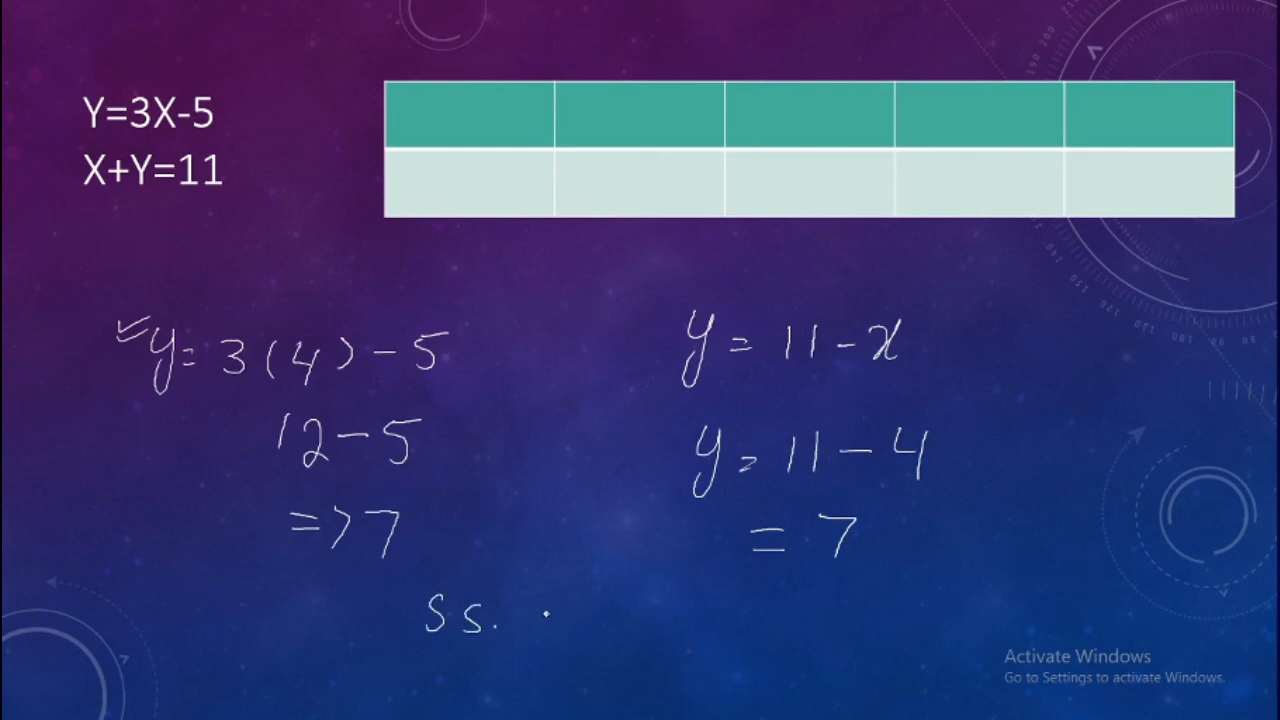 Y=3X-5
X+Y=11
y= 3(4)-5
12-5
=>7
y = 11-x
y= 11-4
= 7
SS. .
Activate Windows
Go to Settings to activate Windows.